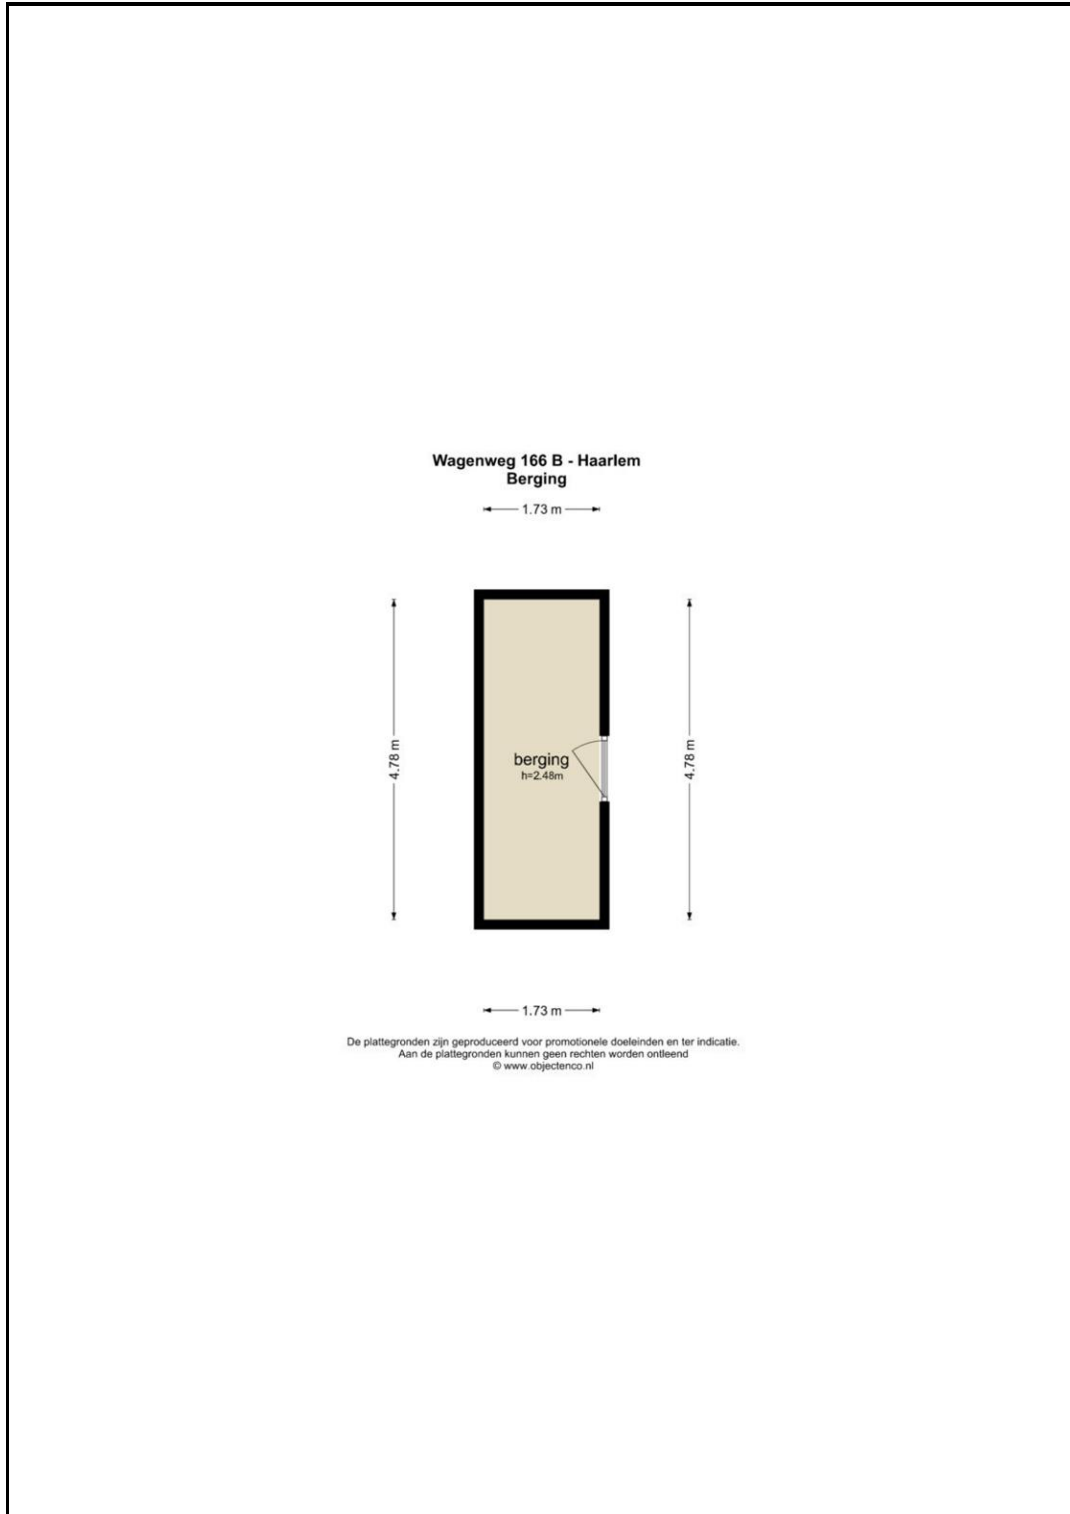 Wagenweg 166 B - Haarlem
Berging
1.73 m
4.78 m
4.78 m
berging
h=2.48m
1.73 m
De plattegronden zijn geproduceerd voor promotionele doeleinden en ter indicatie.
Aan de plattegronden kunnen geen rechten worden ontleend
© www.objectenco.nl